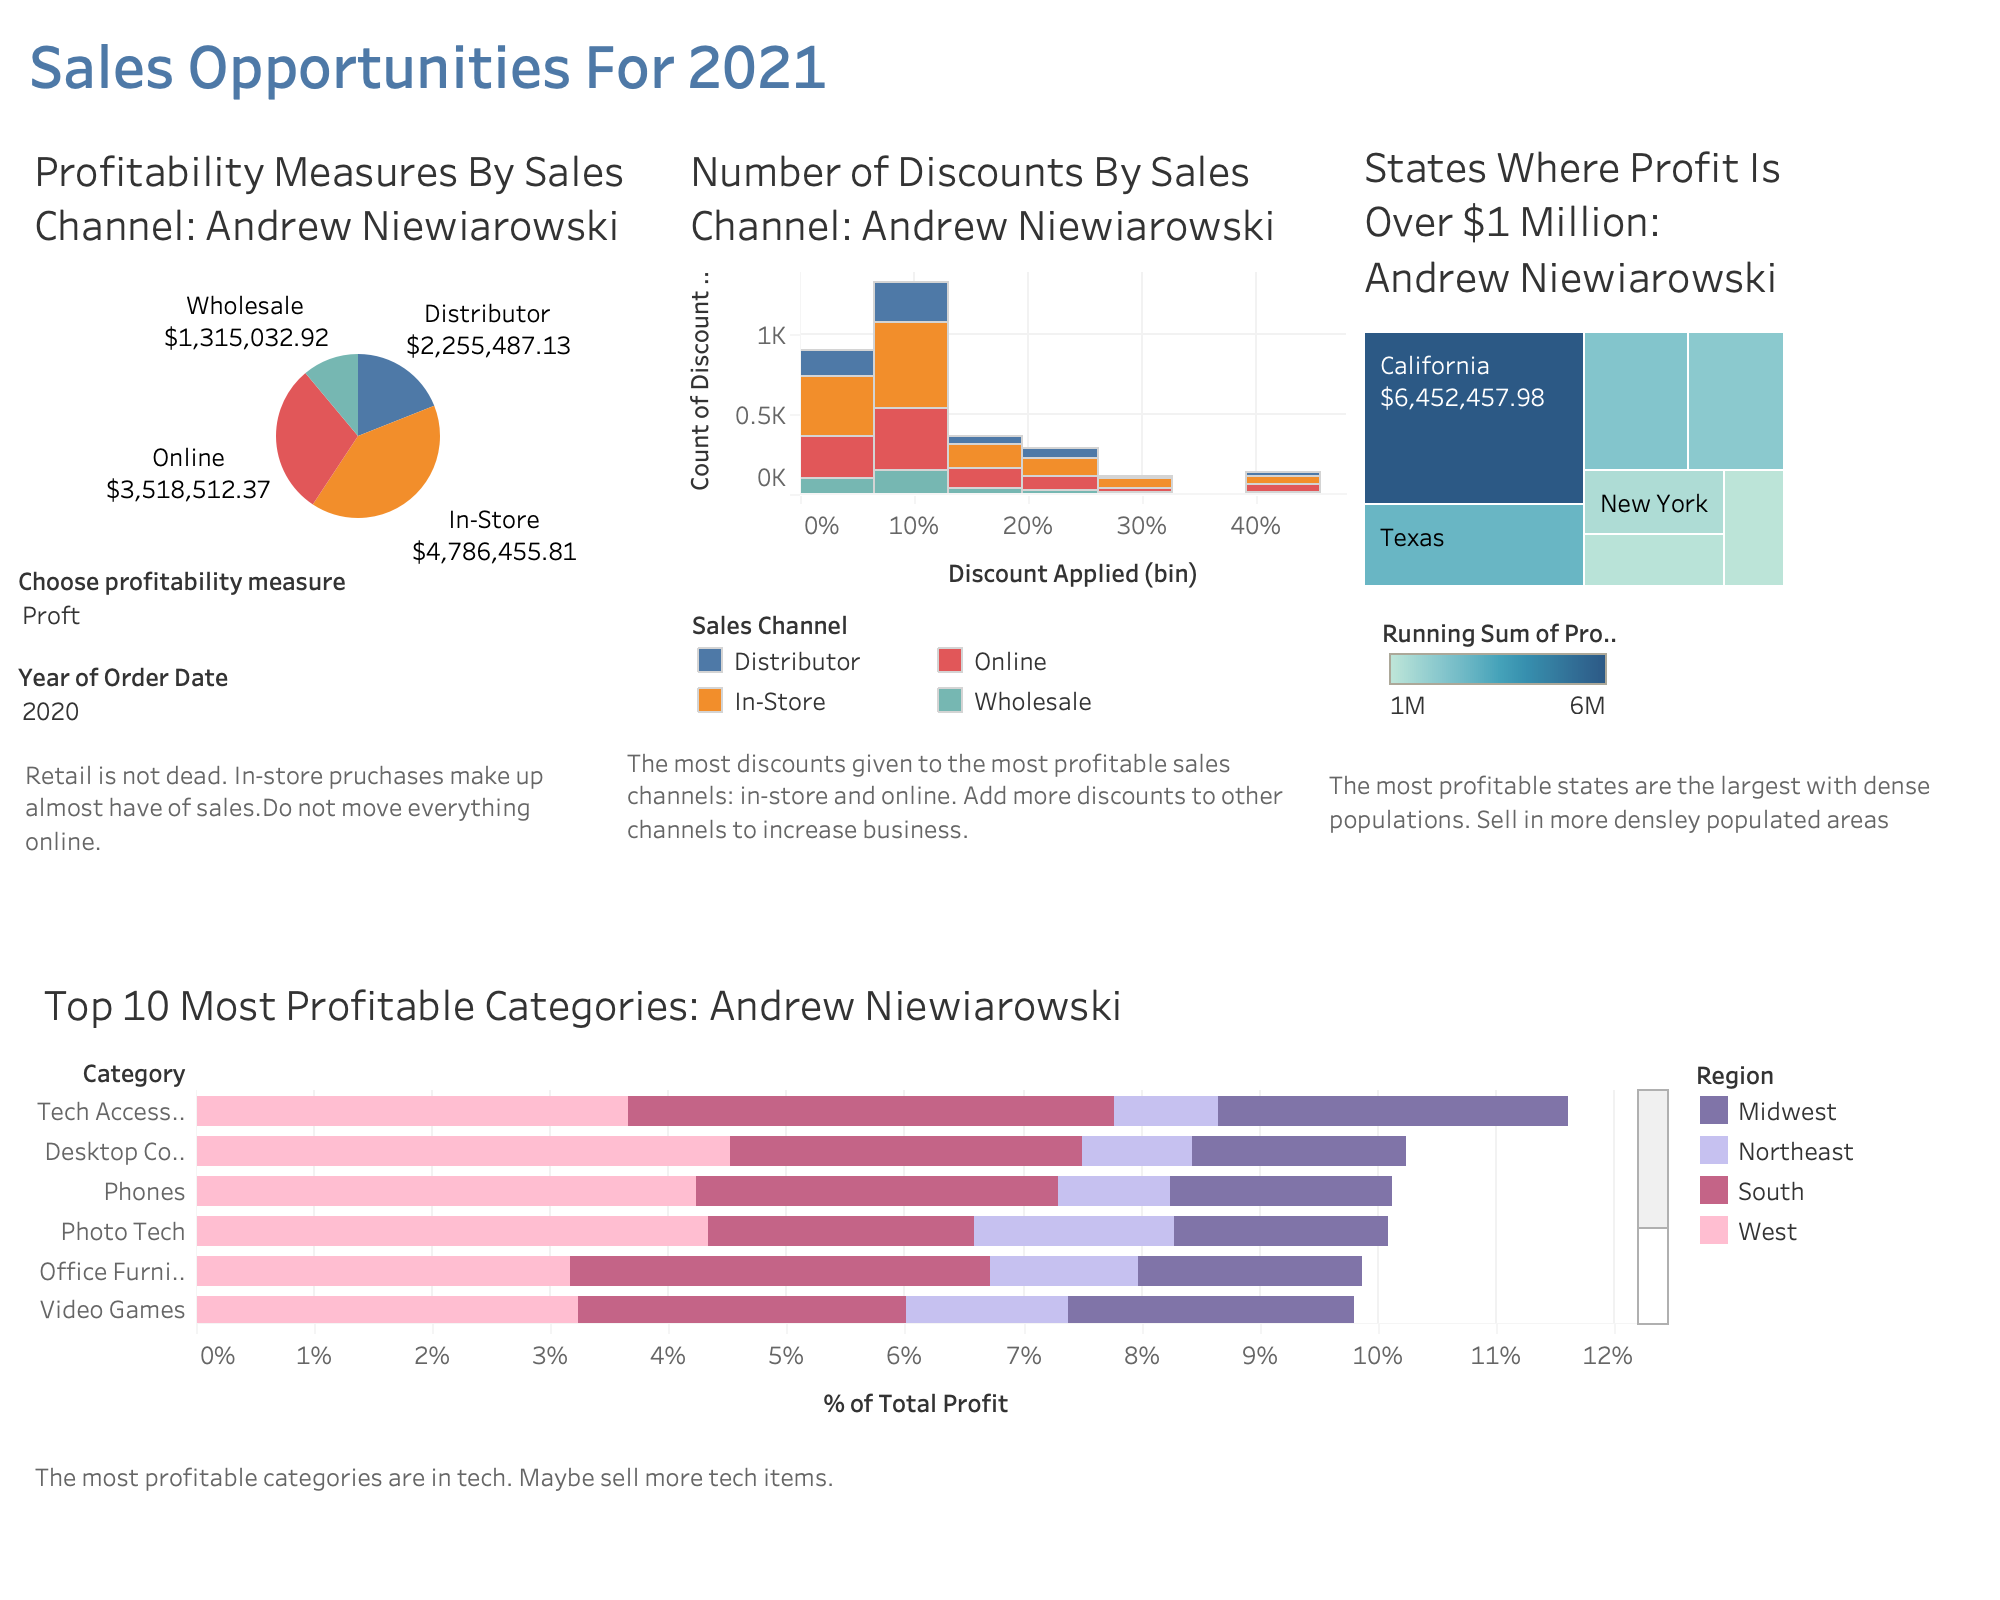 Sales Opportunities For 2021
Profitability Measures By Sales
Channel: Andrew Niewiarowski
Wholesale
$1,315,032.92
Distributor
$2,255,487.13
Online
$3,518,512.37
In-Store
$4,786,455.81
Choose profitability measure
Proft
Year of Order Date
2020
Retail is not dead. In-store pruchases make up
almost have of sales.Do not move everything
online.
Number of Discounts By Sales
Channel: Andrew Niewiarowski
Count of Discount ..
1K
0.5K
0K
0%
10%
20%
30%
40%
Discount Applied (bin)
Sales Channel
Distributor
Online
In-Store
Wholesale
The most discounts given to the most profitable sales
channels: in-store and online. Add more discounts to other
channels to increase business.
States Where Profit Is
Over $1 Million:
Andrew Niewiarowski
California
$6,452,457.98
Texas
New York
Running Sum of Pro..
1M
6M
The most profitable states are the largest with dense
populations. Sell in more densley populated areas
Top 10 Most Profitable Categories: Andrew Niewiarowski
Category
Tech Access..
Desktop Co..
Phones
Photo Tech
Office Furni..
Video Games
0%
1%
2%
3%
4%
5%
6%
7%
8%
9%
10%
11%
12%
% of Total Profit
Region
Midwest
Northeast
South
West
The most profitable categories are in tech. Maybe sell more tech items.